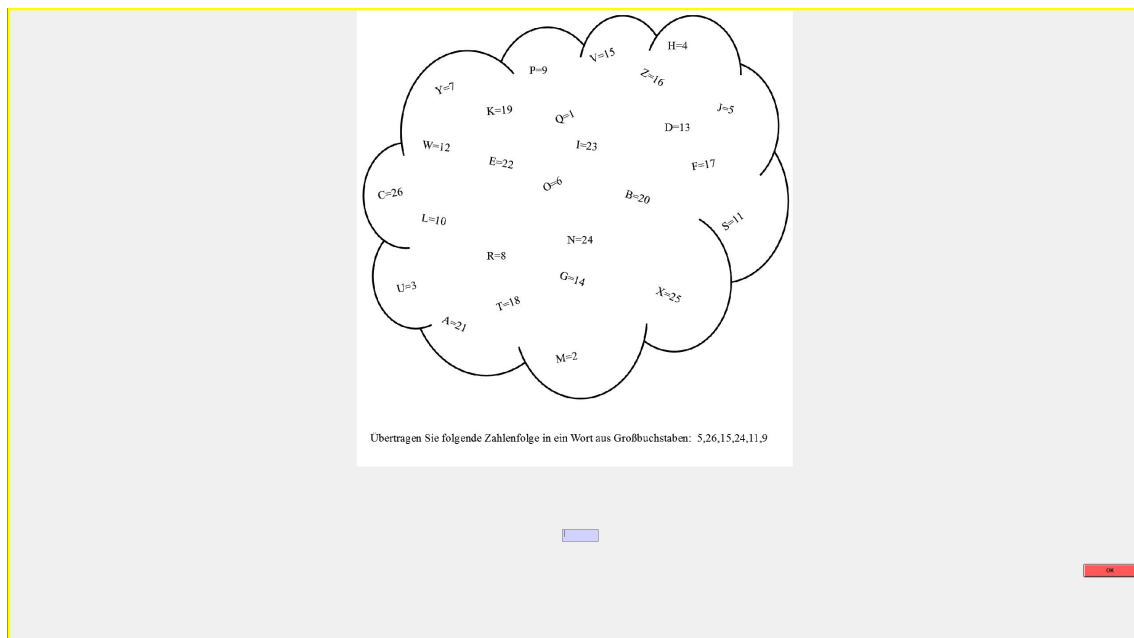 V=15
H=4
P=9
Z=16
Y=7
K=19
Q=1
J=5
D=13
W=12
I=23
E=22
F=17
O=6
C=26
B=20
L=10
S=11
N=24
R=8
G=14
U=3
X=25
T=18
A=21
M=2
Übertragen Sie folgende Zahlenfolge in ein Wort aus Großbuchstaben: 5,26,15,24,11,9
OK